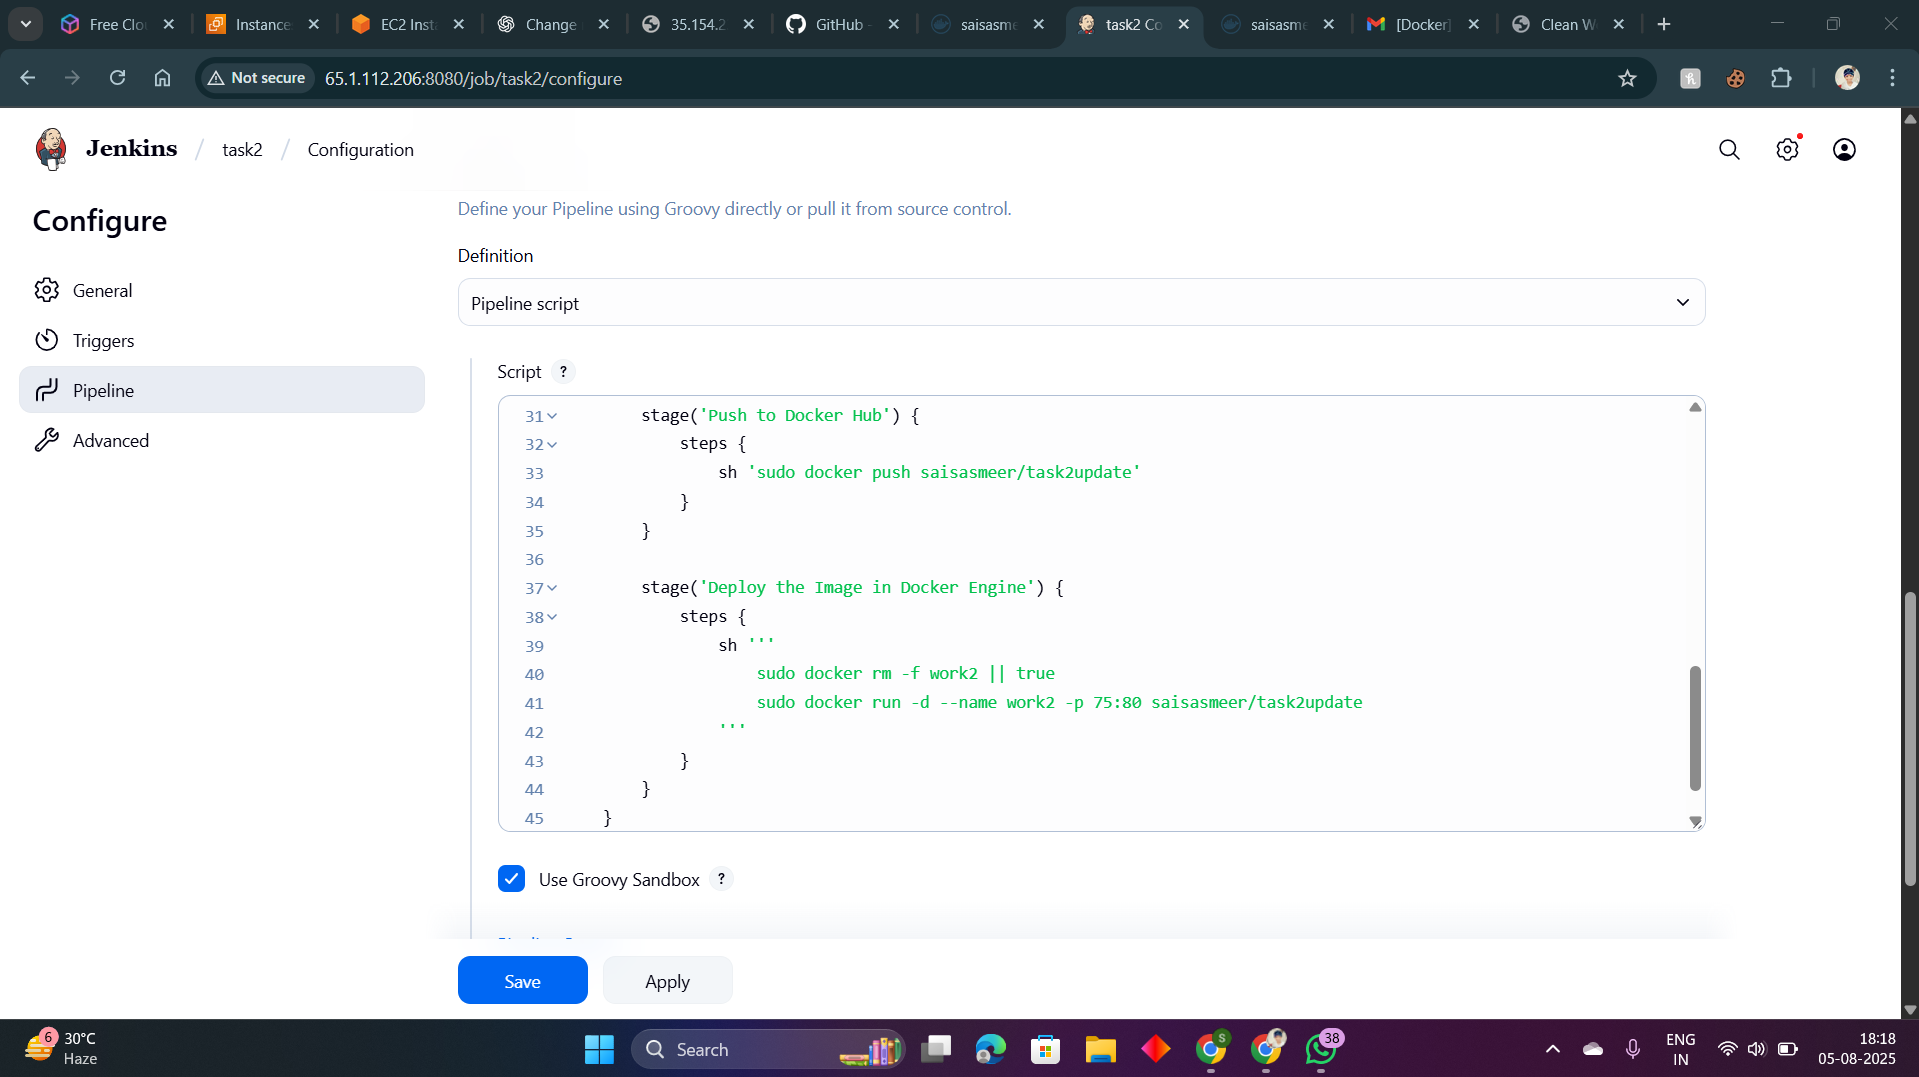 Free Clo
Instance
EC2 Inst
Change
35.154.2
GitHub -
saisasme
task2 Co
saisasme
[Docker]
Clean W
Not secure
65.1.112.206:8080/job/task2/configure
Jenkins / task2 / Configuration
Configure
General
Triggers
Pipeline
Advanced
Define your Pipeline using Groovy directly or pull it from source control.
Definition
Pipeline script
Script ?
31 stage('Push to Docker Hub') {
32 steps {
33 sh 'sudo docker push saisasmeer/task2update'
34 }
35 }
36
37 stage('Deploy the Image in Docker Engine') {
38 steps {
39 sh '''
40 sudo docker rm -f work2 || true
41 sudo docker run -d --name work2 -p 75:80 saisasmeer/task2update
42 '''
43 }
44 }
45 }
Use Groovy Sandbox ?
Save
Apply
6
30°C
Haze
Search
S
38
ENG
IN
18:18
05-08-2025